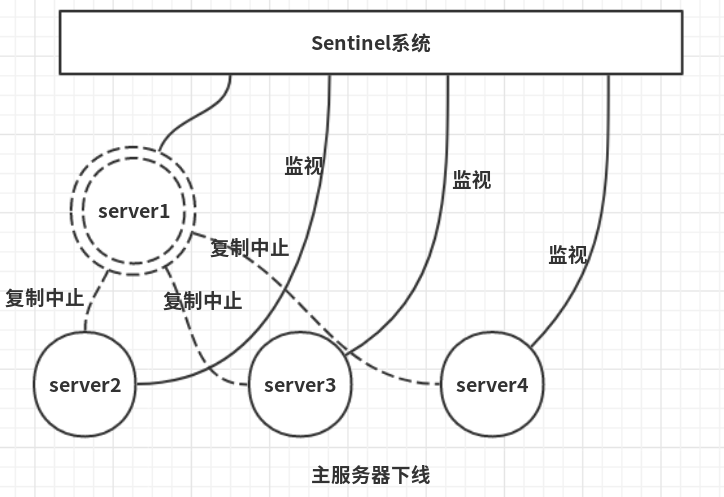 Sentinel系统
监视
监视
server1
复制中止
监视
复制中止
复制中止
server2
server3
server4
主服务器下线